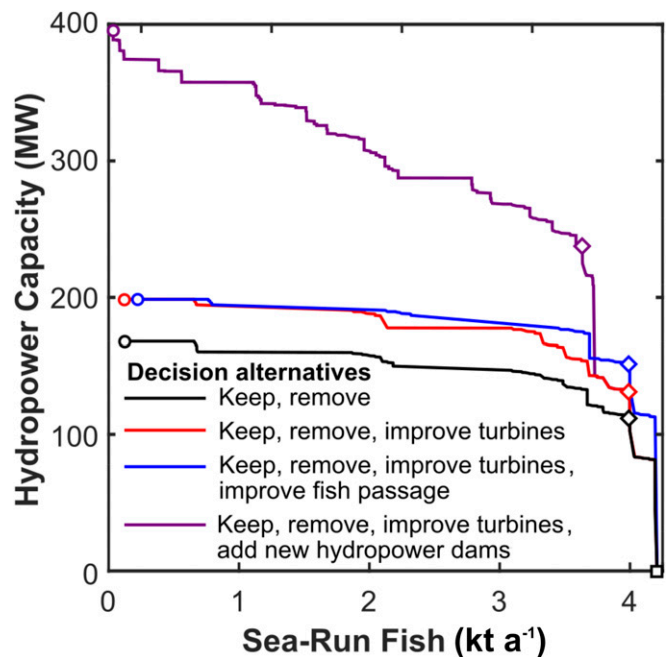 400
300
200
100
0
Hydropower Capacity (MW)
Decision alternatives
Keep, remove
Keep, remove, improve turbines
Keep, remove, improve turbines,
improve fish passage
Keep, remove, improve turbines,
add new hydropower dams
0 1 2 3 4
Sea-Run Fish (kt a⁻¹)